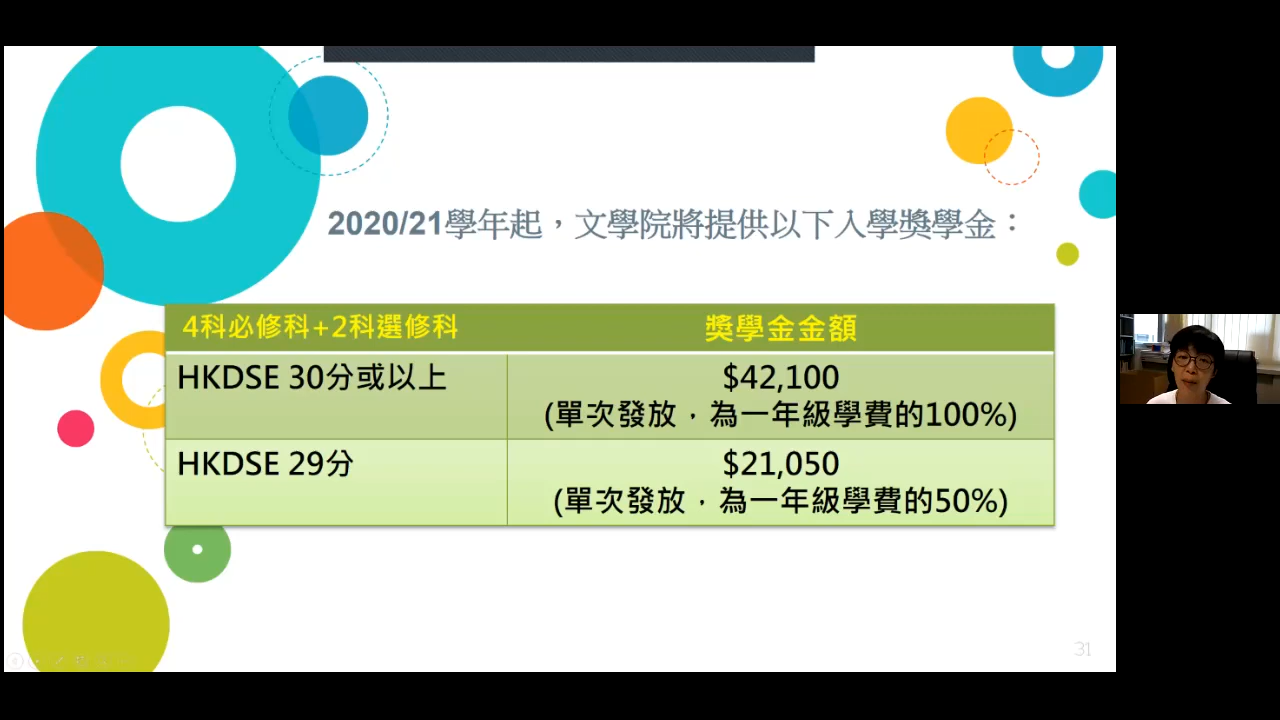 2020/21學年起，文學院將提供以下入學獎學金：
4科必修科+2科選修科
獎學金金額
HKDSE 30分或以上
$42,100
(單次發放，為一年級學費的100%)
HKDSE 29分
$21,050
(單次發放，為一年級學費的50%)
31